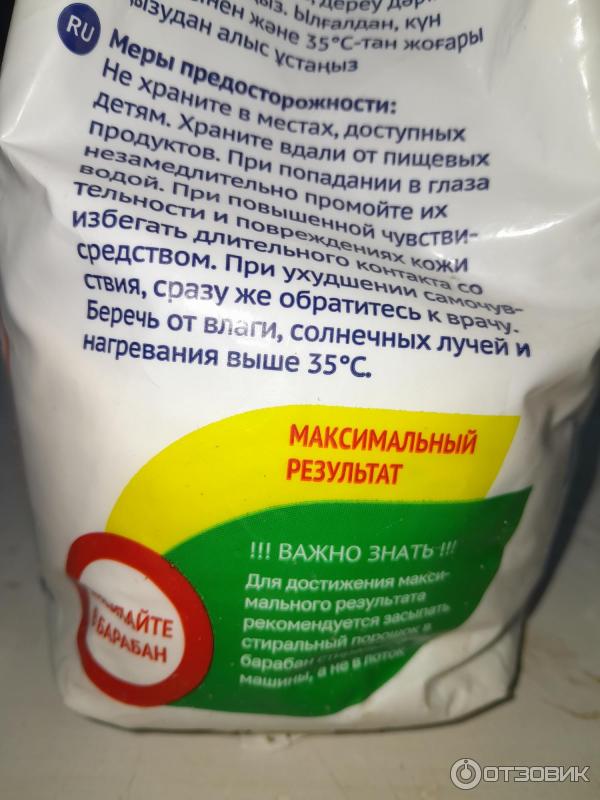 қызудан алыс ұстаңыз. Ылғалдан, күн
және 35°С-тан жоғары
RU
Меры предосторожности:
Не храните в местах, доступных
детям. Храните вдали от пищевых
продуктов. При попадании в глаза
незамедлительно промойте их
водой. При повышенной чувстви-
тельности и повреждениях кожи
избегать длительного контакта со
средством. При ухудшении самочув-
ствия, сразу же обратитесь к врачу.
Беречь от влаги, солнечных лучей и
нагревания выше 35°С.
МАКСИМАЛЬНЫЙ
РЕЗУЛЬТАТ
!!! ВАЖНО ЗНАТЬ !!!
Для достижения макси-
мального результата
рекомендуется засыпать
стиральный порошок в
барабан
машины, а не в лоток
В БАРАБАН
ОТЗОВИК